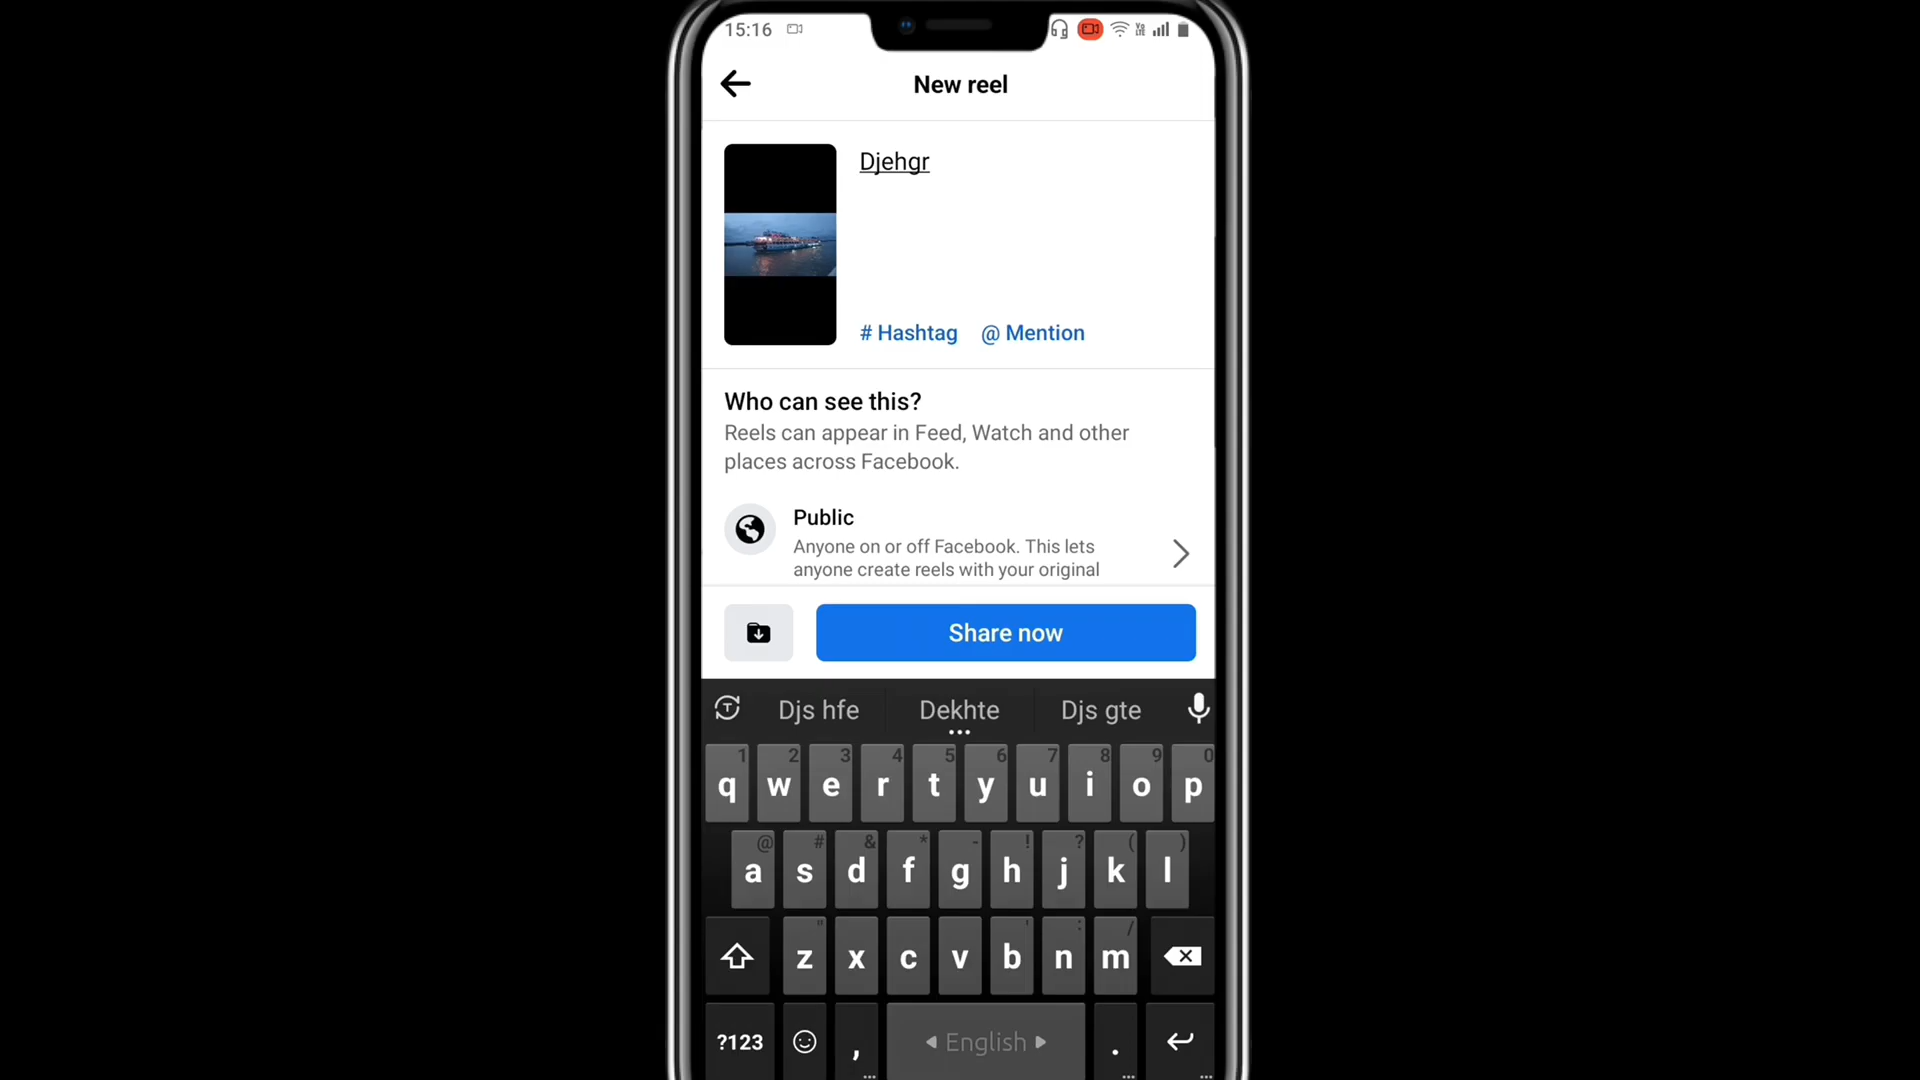 15:16
New reel
Djehgr
# Hashtag @ Mention
Who can see this?
Reels can appear in Feed, Watch and other
places across Facebook.
Public
Anyone on or off Facebook. This lets
anyone create reels with your original
Share now
Djs hfe Dekhte Djs gte
1 2 3 4 5 6 7 8 9 0
q w e r t y u i o p
@ # & * - ! ? ( )
a s d f g h j k l
" ' : /
z x c v b n m
?123 , English .